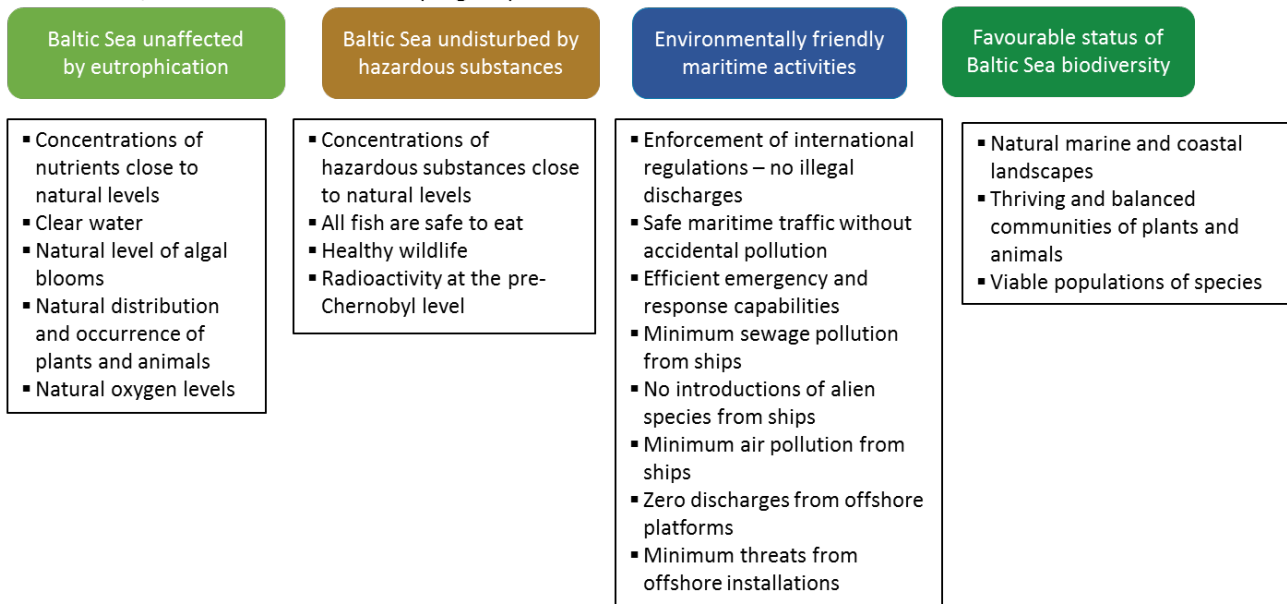 Baltic Sea unaffected
by eutrophication
Baltic Sea undisturbed by
hazardous substances
Environmentally friendly
maritime activities
Favourable status of
Baltic Sea biodiversity
▪ Concentrations of
nutrients close to
natural levels
▪ Clear water
▪ Natural level of algal
blooms
▪ Natural distribution
and occurrence of
plants and animals
▪ Natural oxygen levels
▪ Concentrations of
hazardous substances close
to natural levels
▪ All fish are safe to eat
▪ Healthy wildlife
▪ Radioactivity at the pre-
Chernobyl level
▪ Enforcement of international
regulations – no illegal
discharges
▪ Safe maritime traffic without
accidental pollution
▪ Efficient emergency and
response capabilities
▪ Minimum sewage pollution
from ships
▪ No introductions of alien
species from ships
▪ Minimum air pollution from
ships
▪ Zero discharges from offshore
platforms
▪ Minimum threats from
offshore installations
▪ Natural marine and coastal
landscapes
▪ Thriving and balanced
communities of plants and
animals
▪ Viable populations of species